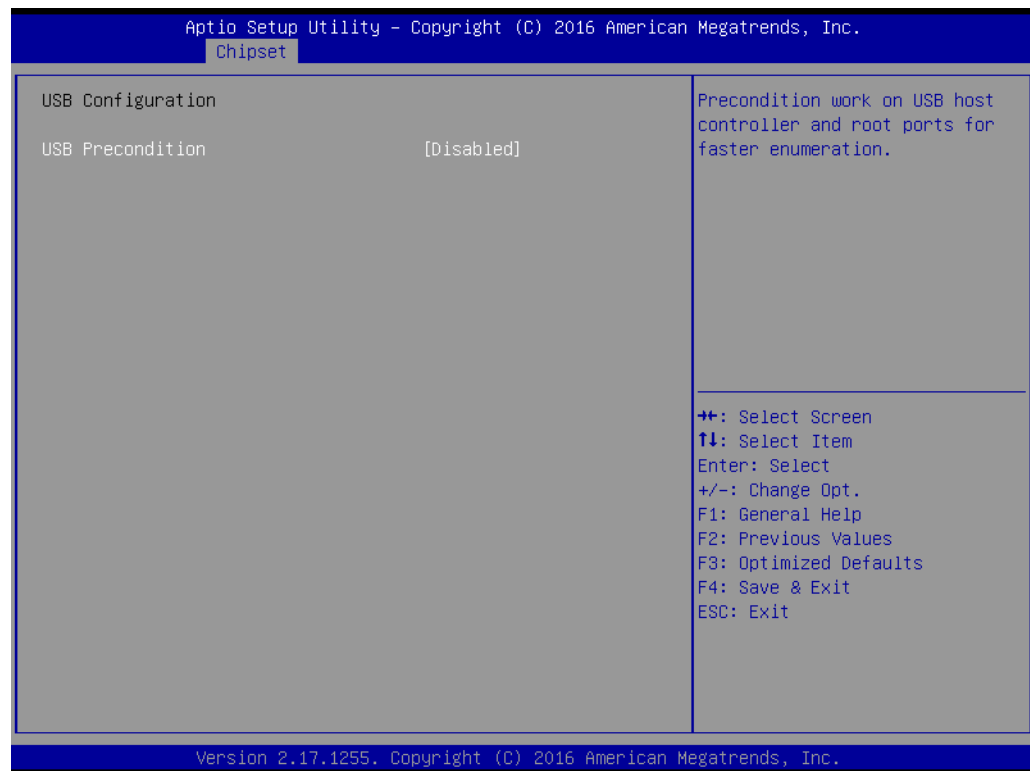 Aptio Setup Utility – Copyright (C) 2016 American Megatrends, Inc.
Chipset
USB Configuration
USB Precondition [Disabled]
Precondition work on USB host
controller and root ports for
faster enumeration.
→←: Select Screen
↑↓: Select Item
Enter: Select
+/-: Change Opt.
F1: General Help
F2: Previous Values
F3: Optimized Defaults
F4: Save & Exit
ESC: Exit
Version 2.17.1255. Copyright (C) 2016 American Megatrends, Inc.